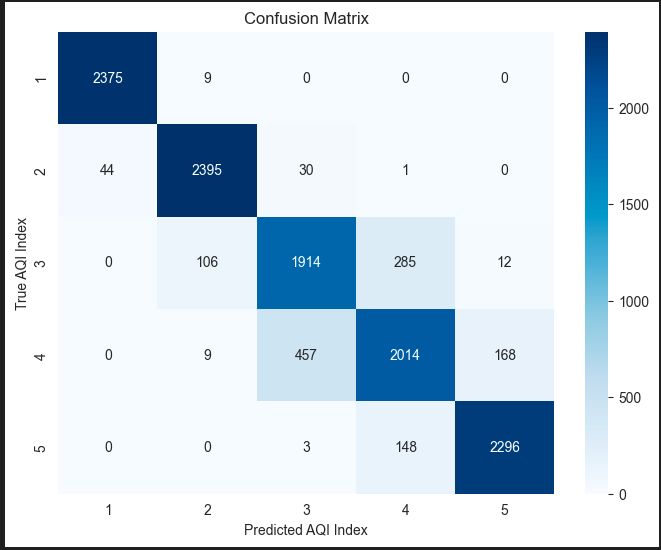 Confusion Matrix
True AQI Index
1
2375 9 0 0 0
2
44 2395 30 1 0
3
0 106 1914 285 12
4
0 9 457 2014 168
5
0 0 3 148 2296
1 2 3 4 5
Predicted AQI Index
2000
1500
1000
500
0